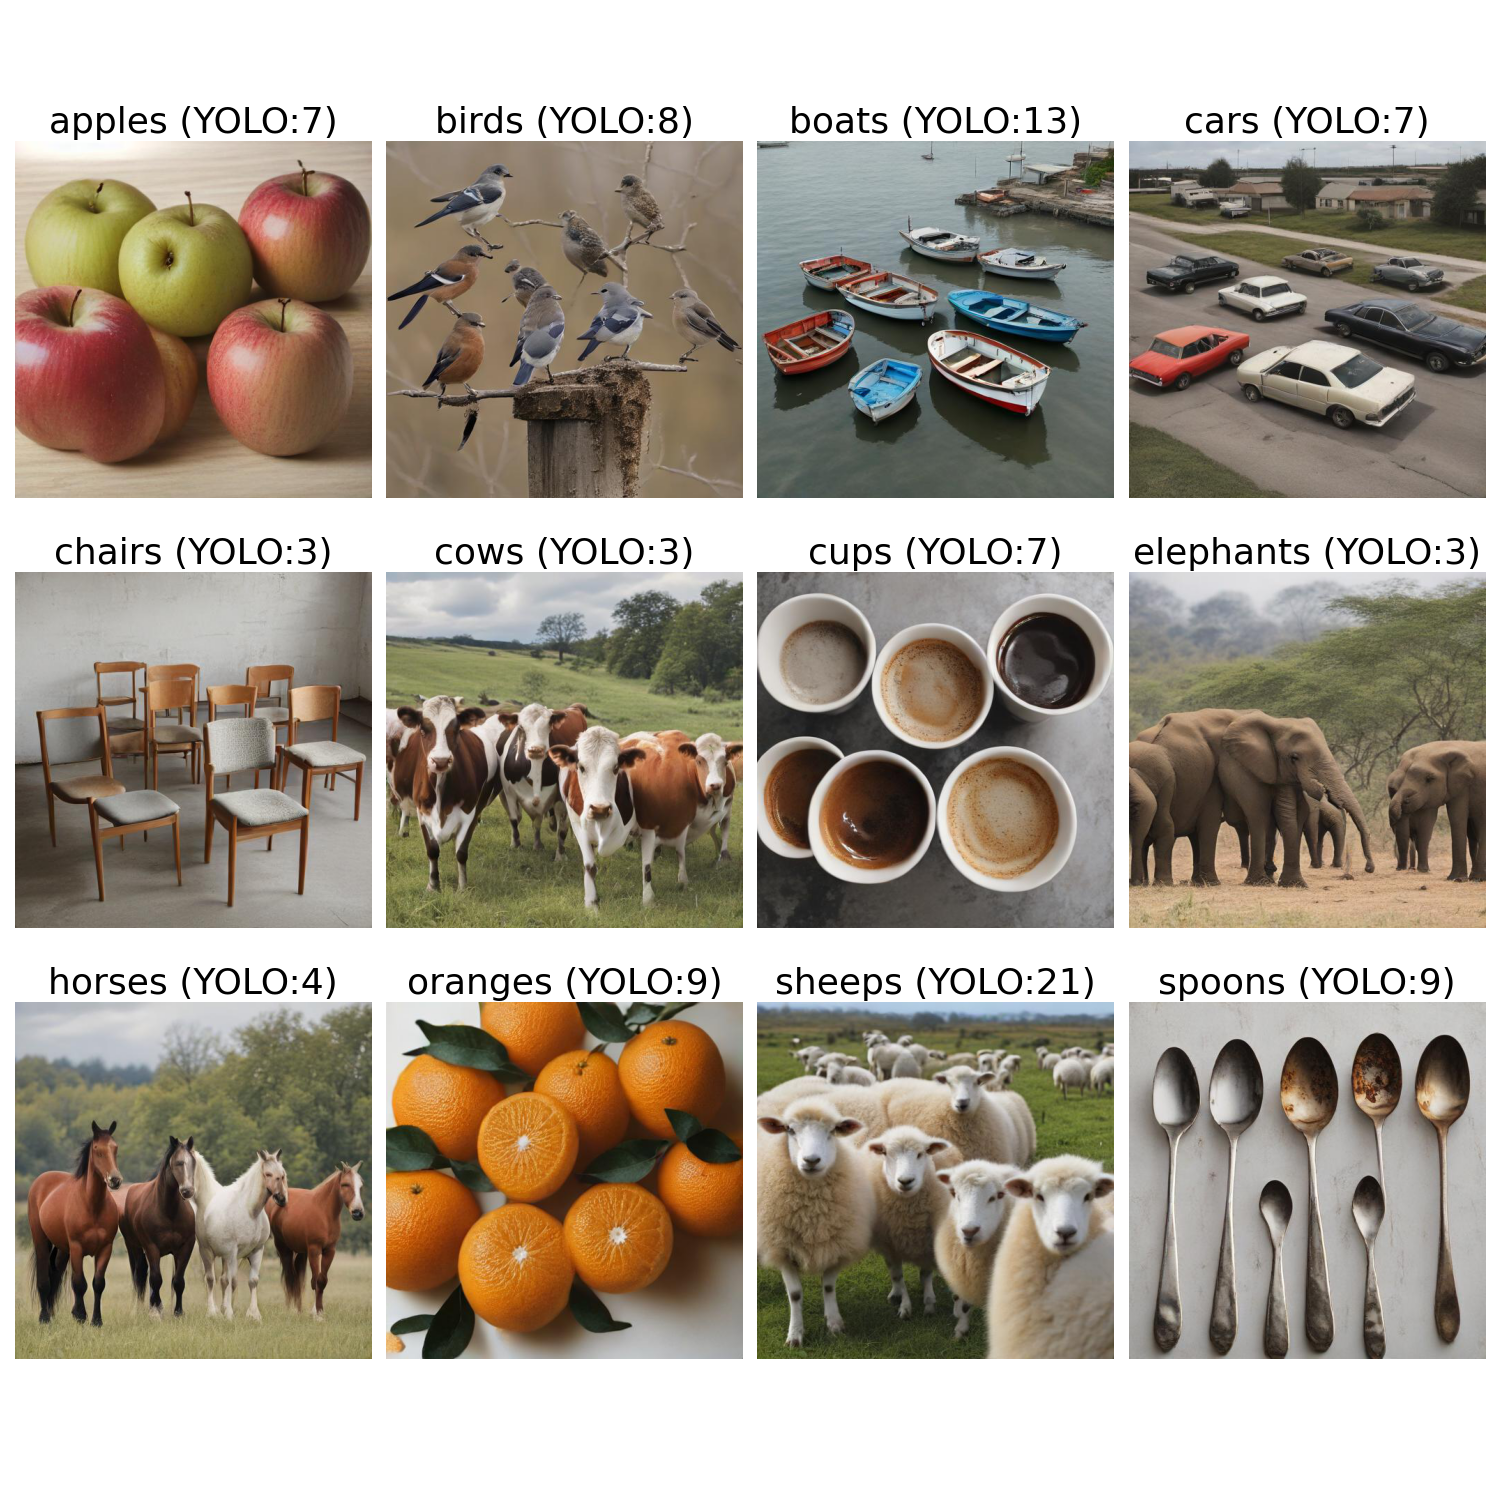 apples (YOLO:7)
birds (YOLO:8)
boats (YOLO:13)
cars (YOLO:7)
chairs (YOLO:3)
cows (YOLO:3)
cups (YOLO:7)
elephants (YOLO:3)
horses (YOLO:4)
oranges (YOLO:9)
sheeps (YOLO:21)
spoons (YOLO:9)